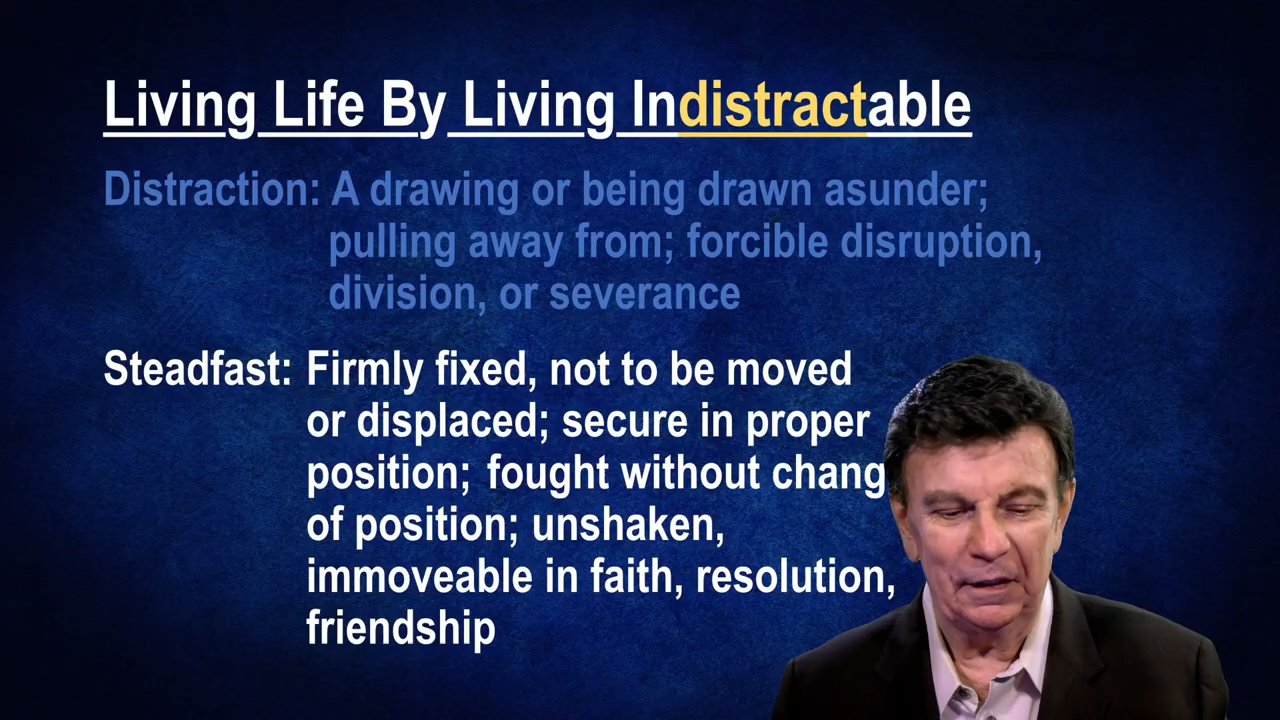 Living Life By Living Indistractable
Distraction: A drawing or being drawn asunder;
pulling away from; forcible disruption,
division, or severance
Steadfast: Firmly fixed, not to be moved
or displaced; secure in proper
position; fought without chang
of position; unshaken,
immoveable in faith, resolution,
friendship